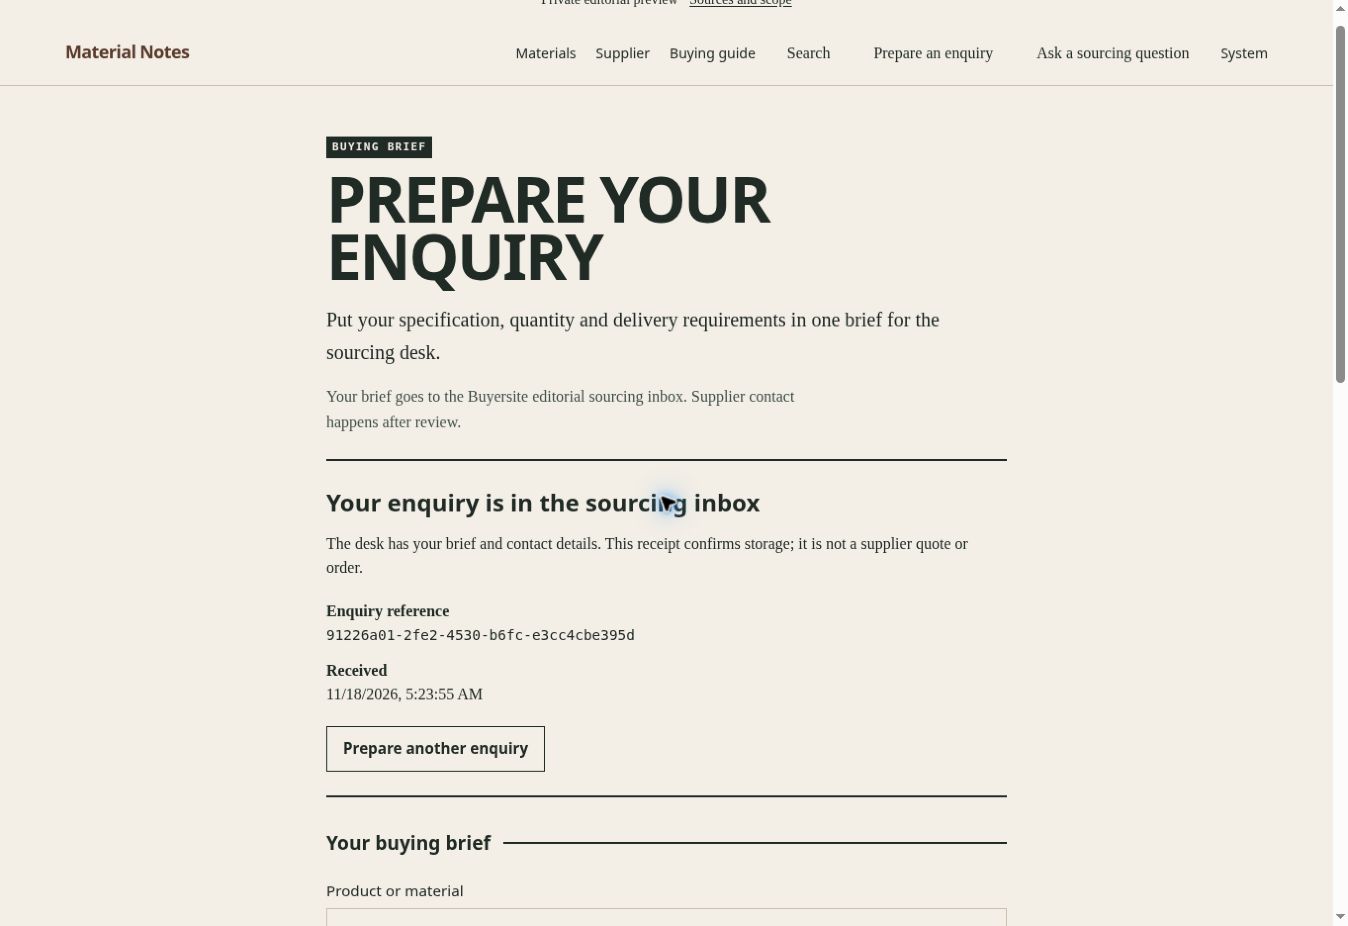 Private editorial preview Sources and scope
Material Notes
Materials Supplier Buying guide Search Prepare an enquiry Ask a sourcing question System
BUYING BRIEF
PREPARE YOUR
ENQUIRY
Put your specification, quantity and delivery requirements in one brief for the
sourcing desk.
Your brief goes to the Buyersite editorial sourcing inbox. Supplier contact
happens after review.
Your enquiry is in the sourcing inbox
The desk has your brief and contact details. This receipt confirms storage; it is not a supplier quote or
order.
Enquiry reference
91226a01-2fe2-4530-b6fc-e3cc4cbe395d
Received
11/18/2026, 5:23:55 AM
Prepare another enquiry
Your buying brief
Product or material